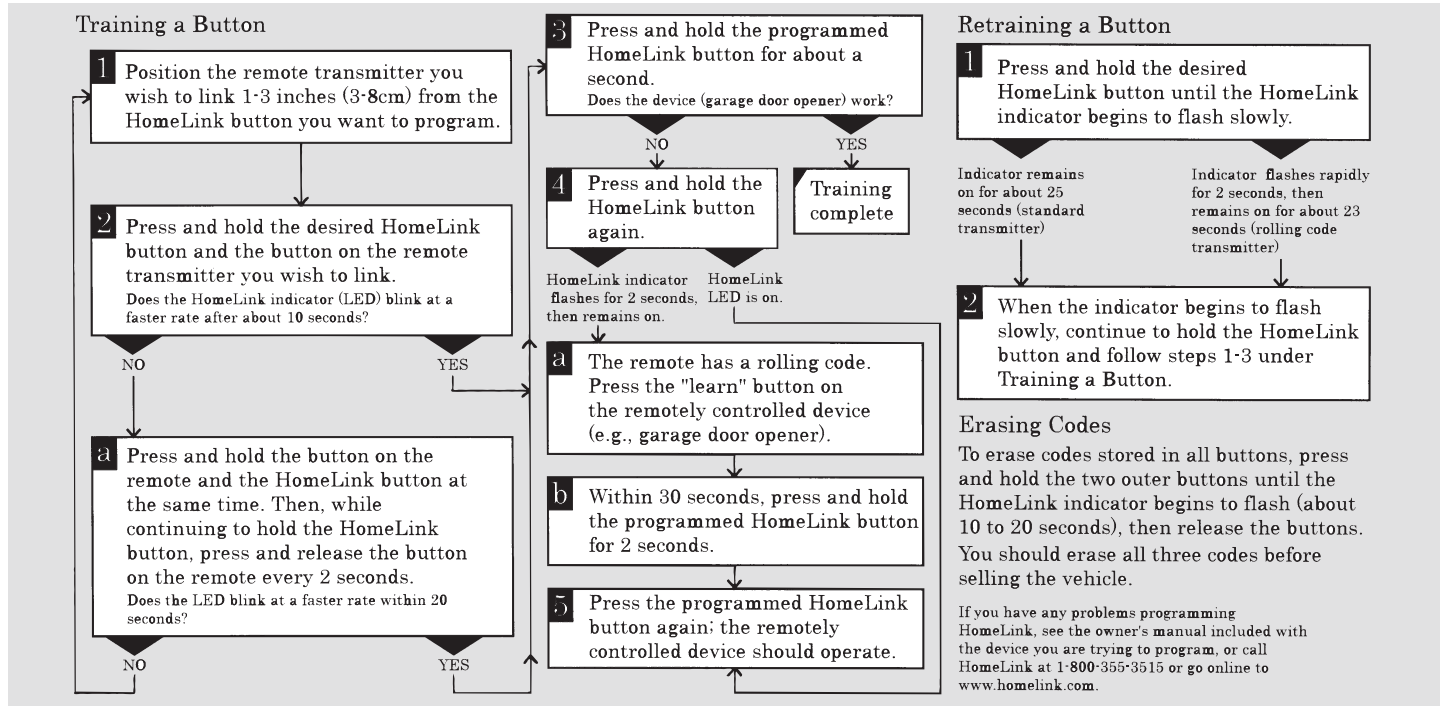 Training a Button
1
Position the remote transmitter you
wish to link 1-3 inches (3-8cm) from the
HomeLink button you want to program.
2
Press and hold the desired HomeLink
button and the button on the remote
transmitter you wish to link.
Does the HomeLink indicator (LED) blink at a
faster rate after about 10 seconds?
NO
YES
a
Press and hold the button on the
remote and the HomeLink button at
the same time. Then, while
continuing to hold the HomeLink
button, press and release the button
on the remote every 2 seconds.
Does the LED blink at a faster rate within 20
seconds?
NO
YES
3
Press and hold the programmed
HomeLink button for about a
second.
Does the device (garage door opener) work?
NO
YES
4
Press and hold the
HomeLink button
again.
Training
complete
HomeLink indicator
flashes for 2 seconds,
then remains on.
HomeLink
LED is on.
a
The remote has a rolling code.
Press the "learn" button on
the remotely controlled device
(e.g., garage door opener).
b
Within 30 seconds, press and hold
the programmed HomeLink button
for 2 seconds.
5
Press the programmed HomeLink
button again; the remotely
controlled device should operate.
Retraining a Button
1
Press and hold the desired
HomeLink button until the HomeLink
indicator begins to flash slowly.
Indicator remains
on for about 25
seconds (standard
transmitter)
Indicator flashes rapidly
for 2 seconds, then
remains on for about 23
seconds (rolling code
transmitter)
2
When the indicator begins to flash
slowly, continue to hold the HomeLink
button and follow steps 1-3 under
Training a Button.
Erasing Codes
To erase codes stored in all buttons, press
and hold the two outer buttons until the
HomeLink indicator begins to flash (about
10 to 20 seconds), then release the buttons.
You should erase all three codes before
selling the vehicle.
If you have any problems programming
HomeLink, see the owner's manual included with
the device you are trying to program, or call
HomeLink at 1-800-355-3515 or go online to
www.homelink.com.